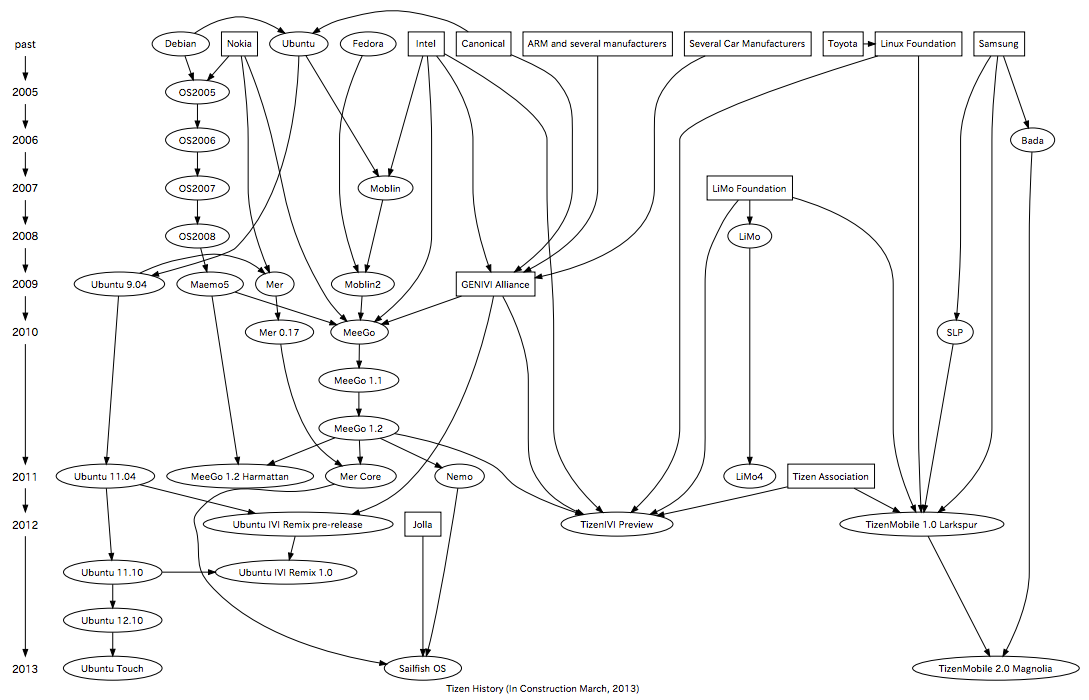 past
Debian
Nokia
Ubuntu
Fedora
Intel
Canonical
ARM and several manufacturers
Several Car Manufacturers
Toyota
Linux Foundation
Samsung
2005
OS2005
2006
OS2006
Bada
2007
OS2007
Moblin
LiMo Foundation
2008
OS2008
LiMo
2009
Ubuntu 9.04
Maemo5
Mer
Moblin2
GENIVI Alliance
2010
Mer 0.17
MeeGo
SLP
MeeGo 1.1
MeeGo 1.2
2011
Ubuntu 11.04
MeeGo 1.2 Harmattan
Mer Core
Nemo
LiMo4
Tizen Association
2012
Ubuntu IVI Remix pre-release
Jolla
TizenIVI Preview
TizenMobile 1.0 Larkspur
Ubuntu 11.10
Ubuntu IVI Remix 1.0
Ubuntu 12.10
2013
Ubuntu Touch
Sailfish OS
TizenMobile 2.0 Magnolia
Tizen History (In Construction March, 2013)